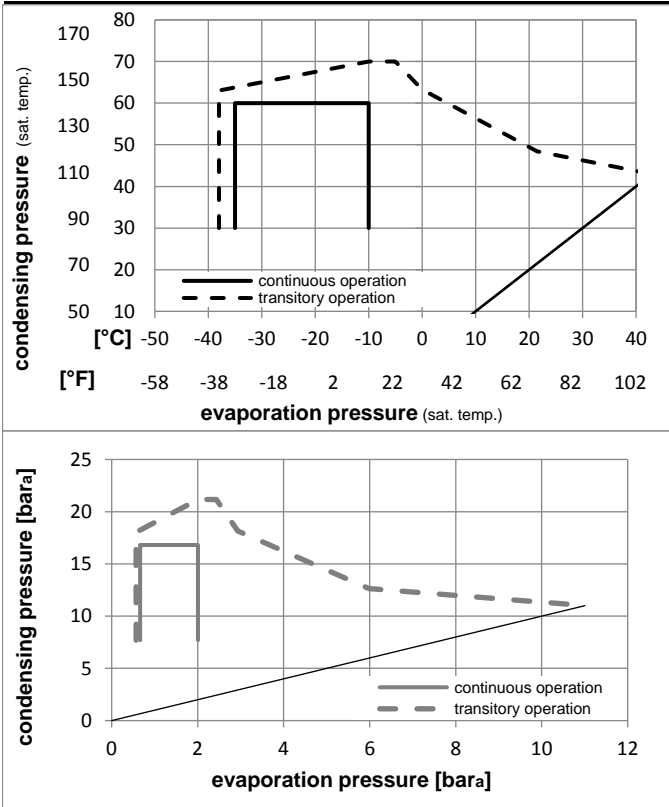 condensing pressure (sat. temp.)
170 80
150 70
130 60
110 50
90 40
70 30
50 20
10
continuous operation
transitory operation
[°C] -50 -40 -30 -20 -10 0 10 20 30 40
[°F] -58 -38 -18 2 22 42 62 82 102
evaporation pressure (sat. temp.)
condensing pressure [bara]
25
20
15
10
5
0
continuous operation
transitory operation
0 2 4 6 8 10 12
evaporation pressure [bara]